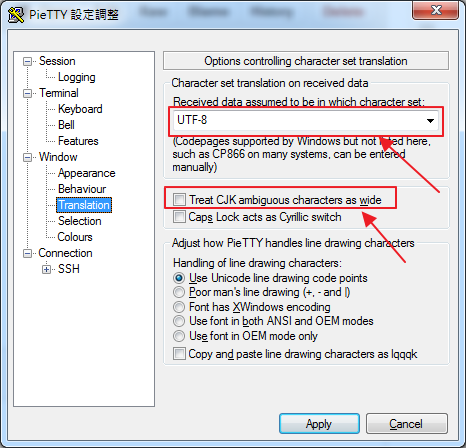 Ease Blame History Delete
PieTTY 設定調整
Session
Logging
Terminal
Keyboard
Bell
Features
Window
Appearance
Behaviour
Translation
Selection
Colours
Connection
SSH
Options controlling character set translation
Character set translation on received data
Received data assumed to be in which character set:
UTF-8
(Codepages supported by Windows but not listed here,
such as CP866 on many systems, can be entered
manually)
Treat CJK ambiguous characters as wide
Caps Lock acts as Cyrillic switch
Adjust how PieTTY handles line drawing characters
Handling of line drawing characters:
Use Unicode line drawing code points
Poor man's line drawing (+, - and |)
Font has XWindows encoding
Use font in both ANSI and OEM modes
Use font in OEM mode only
Copy and paste line drawing characters as lqqqk
Apply
Cancel